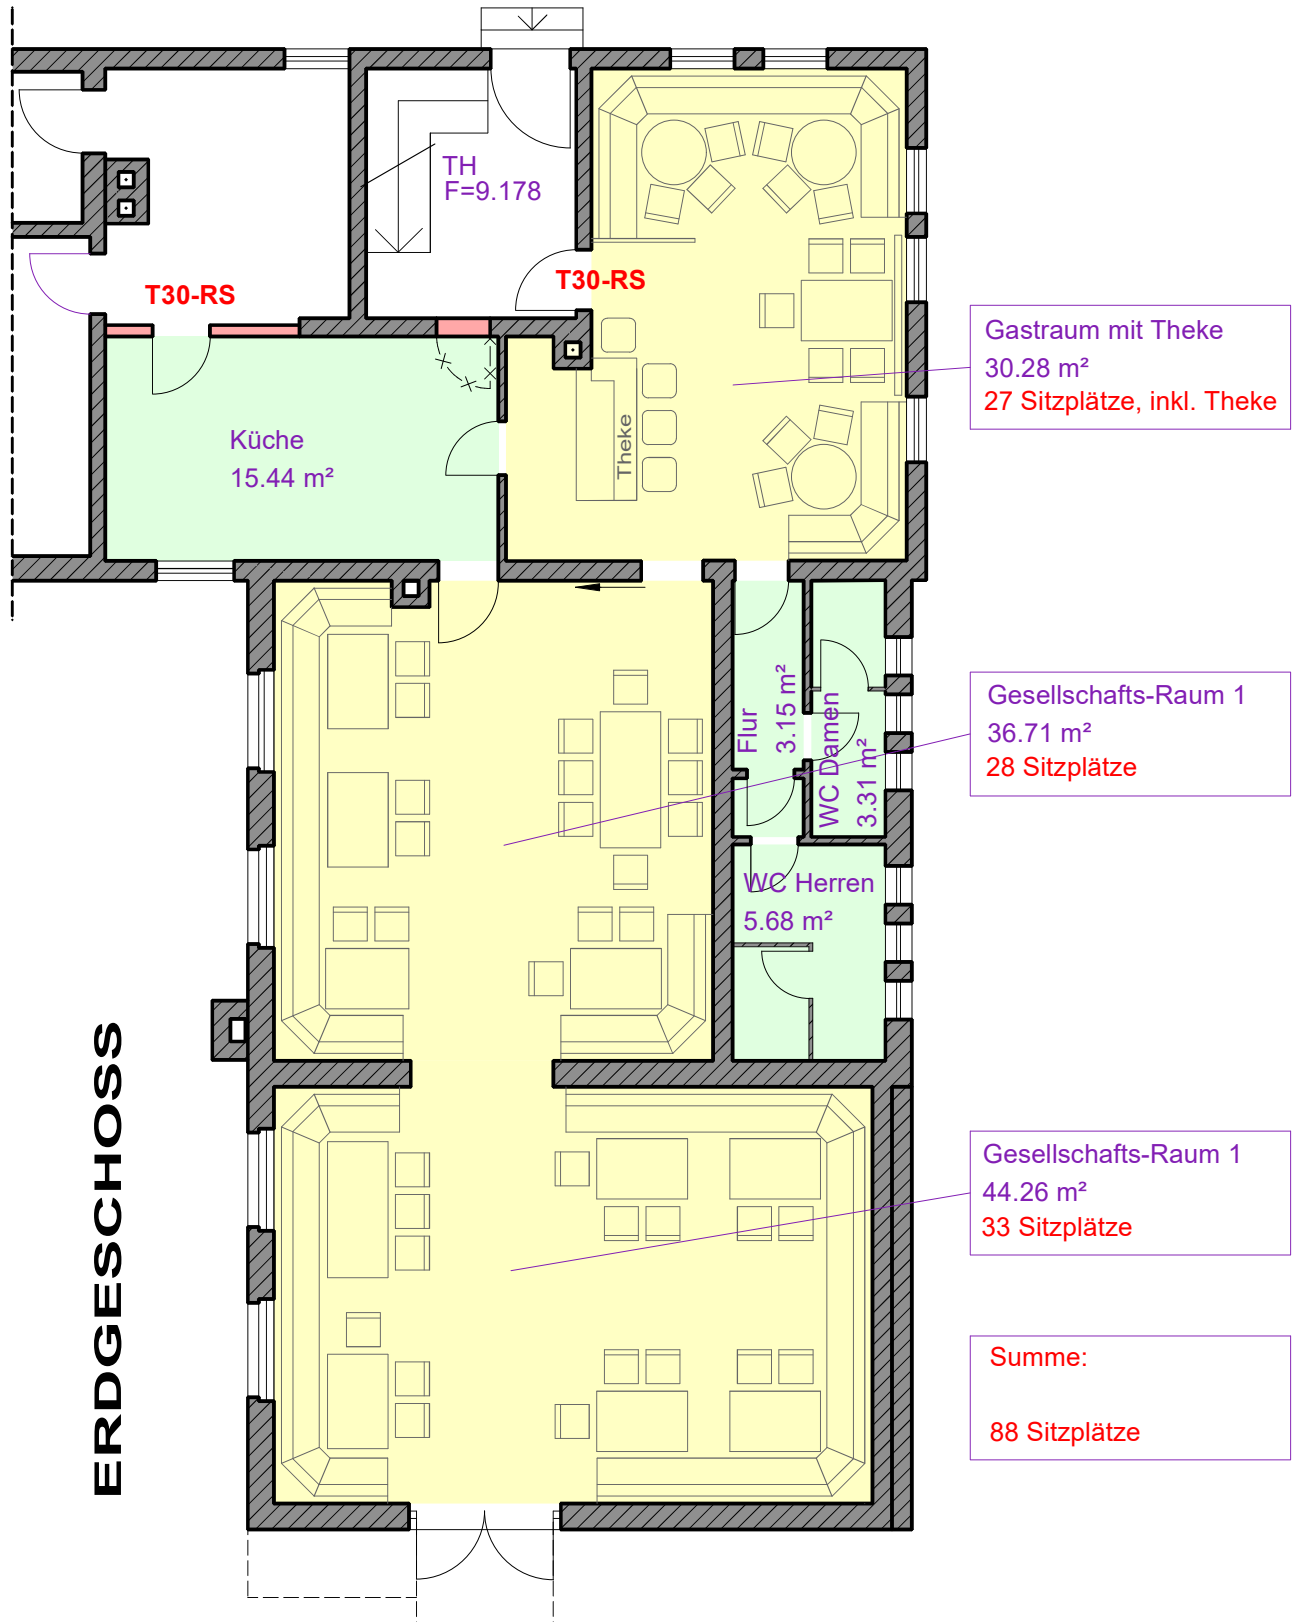 TH
F=9.178
T30-RS
T30-RS
Gastraum mit Theke
30.28 m²
27 Sitzplätze, inkl. Theke
Theke
Küche
15.44 m²
Gesellschafts-Raum 1
36.71 m²
28 Sitzplätze
Flur
3.15 m²
WC Damen
3.31 m²
WC Herren
5.68 m²
ERDGESCHOSS
Gesellschafts-Raum 1
44.26 m²
33 Sitzplätze
Summe:
88 Sitzplätze